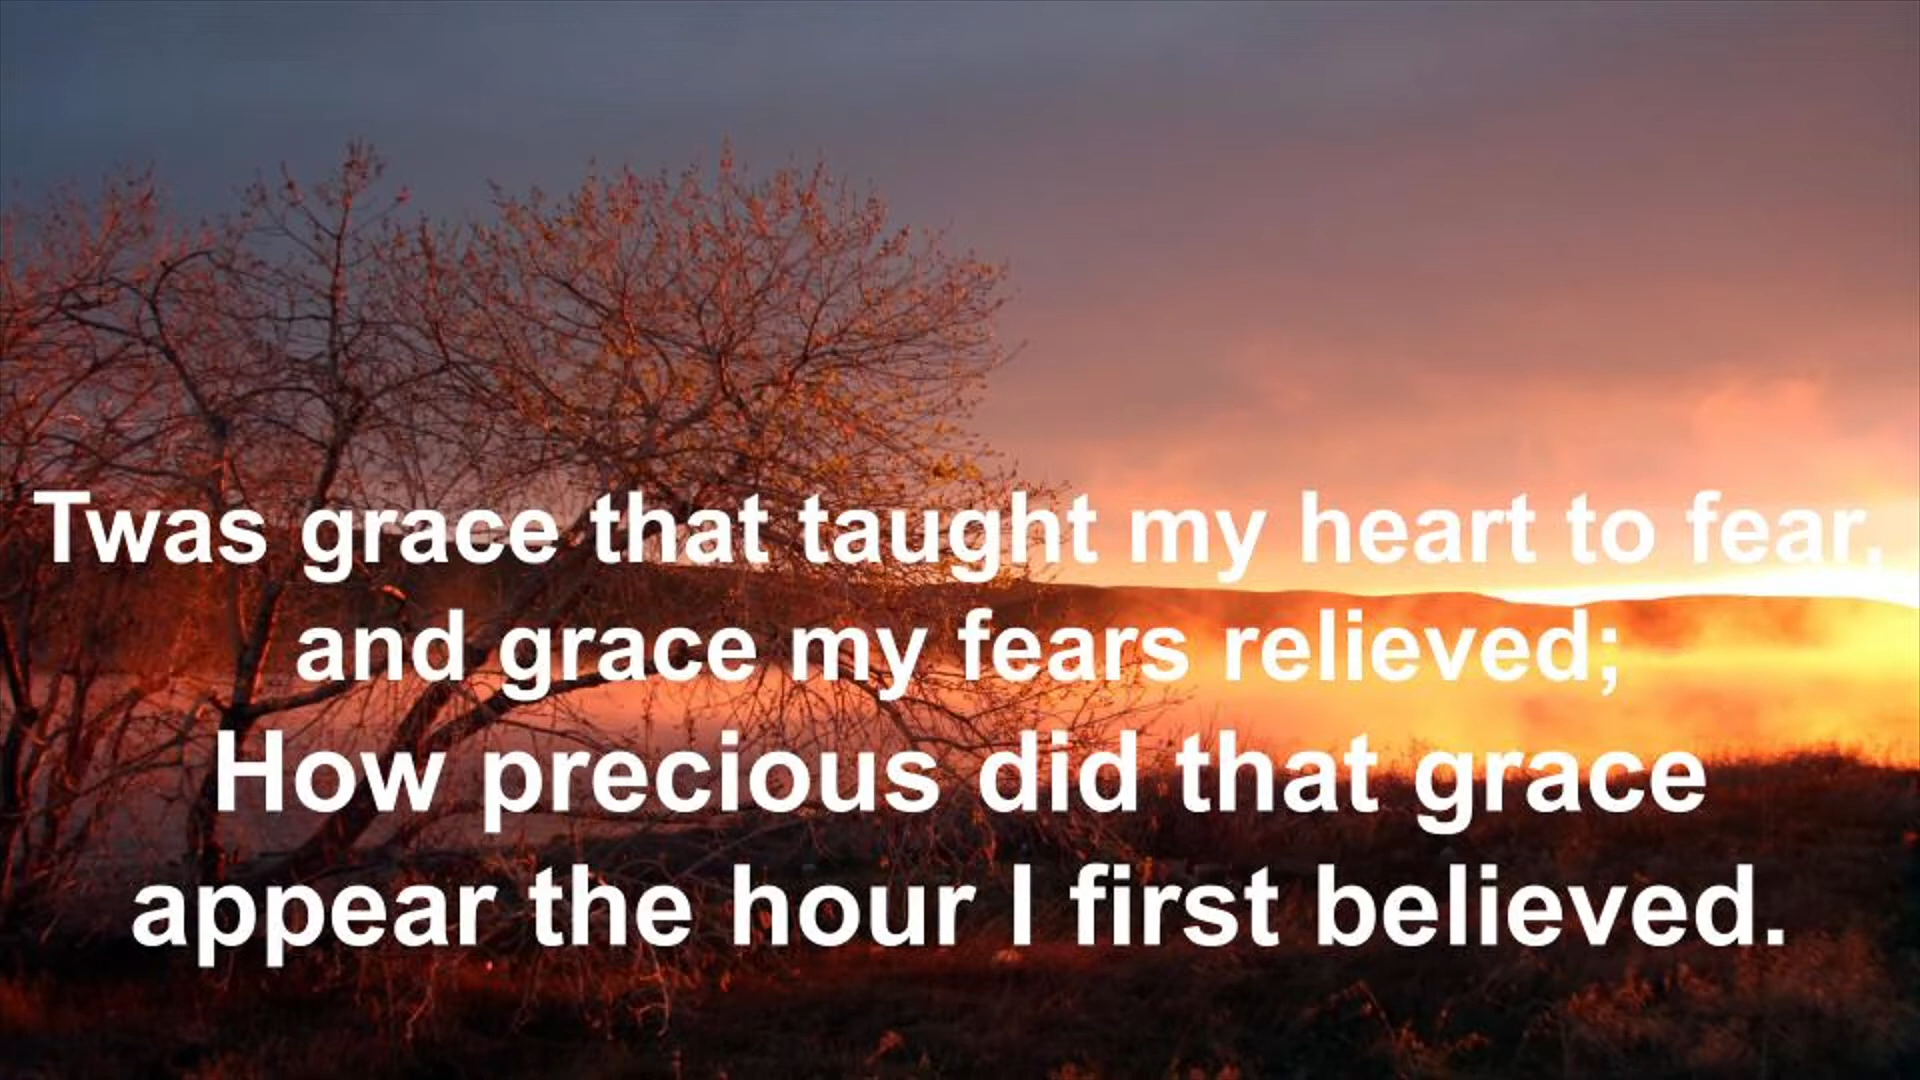 Twas grace that taught my heart to fear,
and grace my fears relieved;
How precious did that grace
appear the hour I first believed.